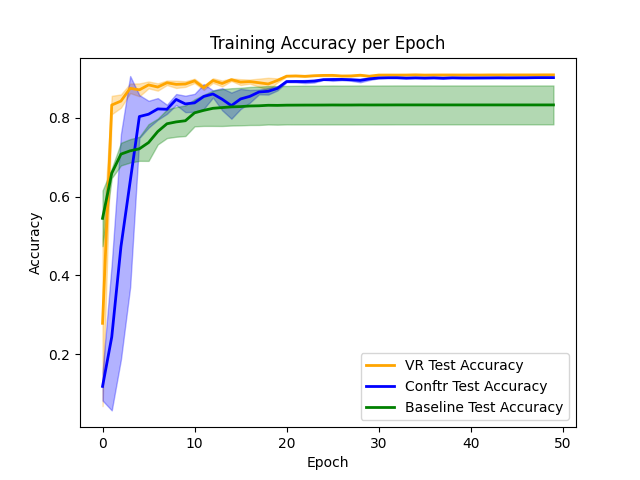 Training Accuracy per Epoch
Accuracy
0.8
0.6
0.4
0.2
VR Test Accuracy
Conftr Test Accuracy
Baseline Test Accuracy
0 10 20 30 40 50
Epoch